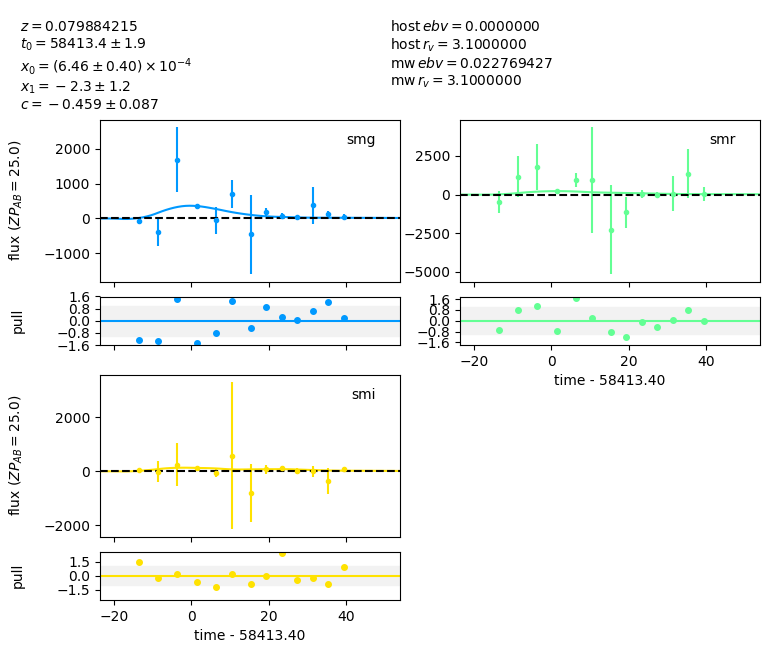 z = 0.079884215
t₀ = 58413.4 ± 1.9
x₀ = (6.46 ± 0.40) × 10⁻⁴
x₁ = −2.3 ± 1.2
c = −0.459 ± 0.087
host ebv = 0.0000000
host r_v = 3.1000000
mw ebv = 0.022769427
mw r_v = 3.1000000
smg
flux (ZP_AB = 25.0)
2000
1000
0
−1000
smr
2500
0
−2500
−5000
pull
1.6
0.8
0.0
−0.8
−1.6
1.6
0.8
0.0
−0.8
−1.6
−20 0 20 40
time - 58413.40
smi
flux (ZP_AB = 25.0)
2000
0
−2000
pull
1.5
0.0
−1.5
−20 0 20 40
time - 58413.40